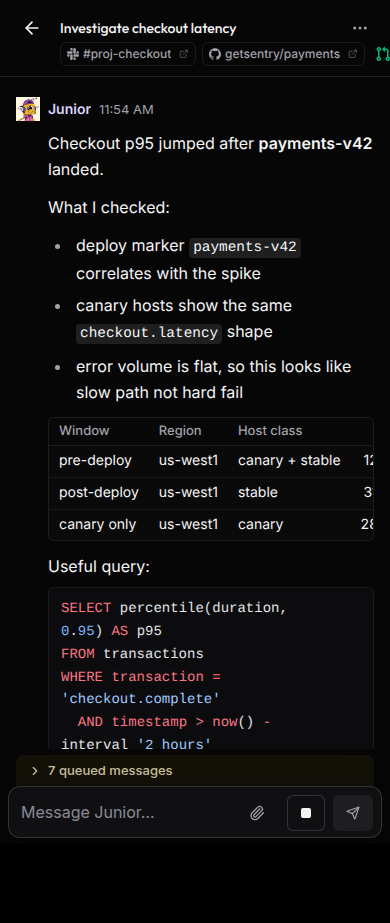 Investigate checkout latency
#proj-checkout getsentry/payments
Junior 11:54 AM
Checkout p95 jumped after payments-v42
landed.
What I checked:
deploy marker payments-v42
correlates with the spike
canary hosts show the same
checkout.latency shape
error volume is flat, so this looks like
slow path not hard fail
Window Region Host class
pre-deploy us-west1 canary + stable 12
post-deploy us-west1 stable
canary only us-west1 canary 28
Useful query:
SELECT percentile(duration,
0.95) AS p95
FROM transactions
WHERE transaction =
'checkout.complete'
AND timestamp > now() -
interval '2 hours'
7 queued messages
Message Junior...